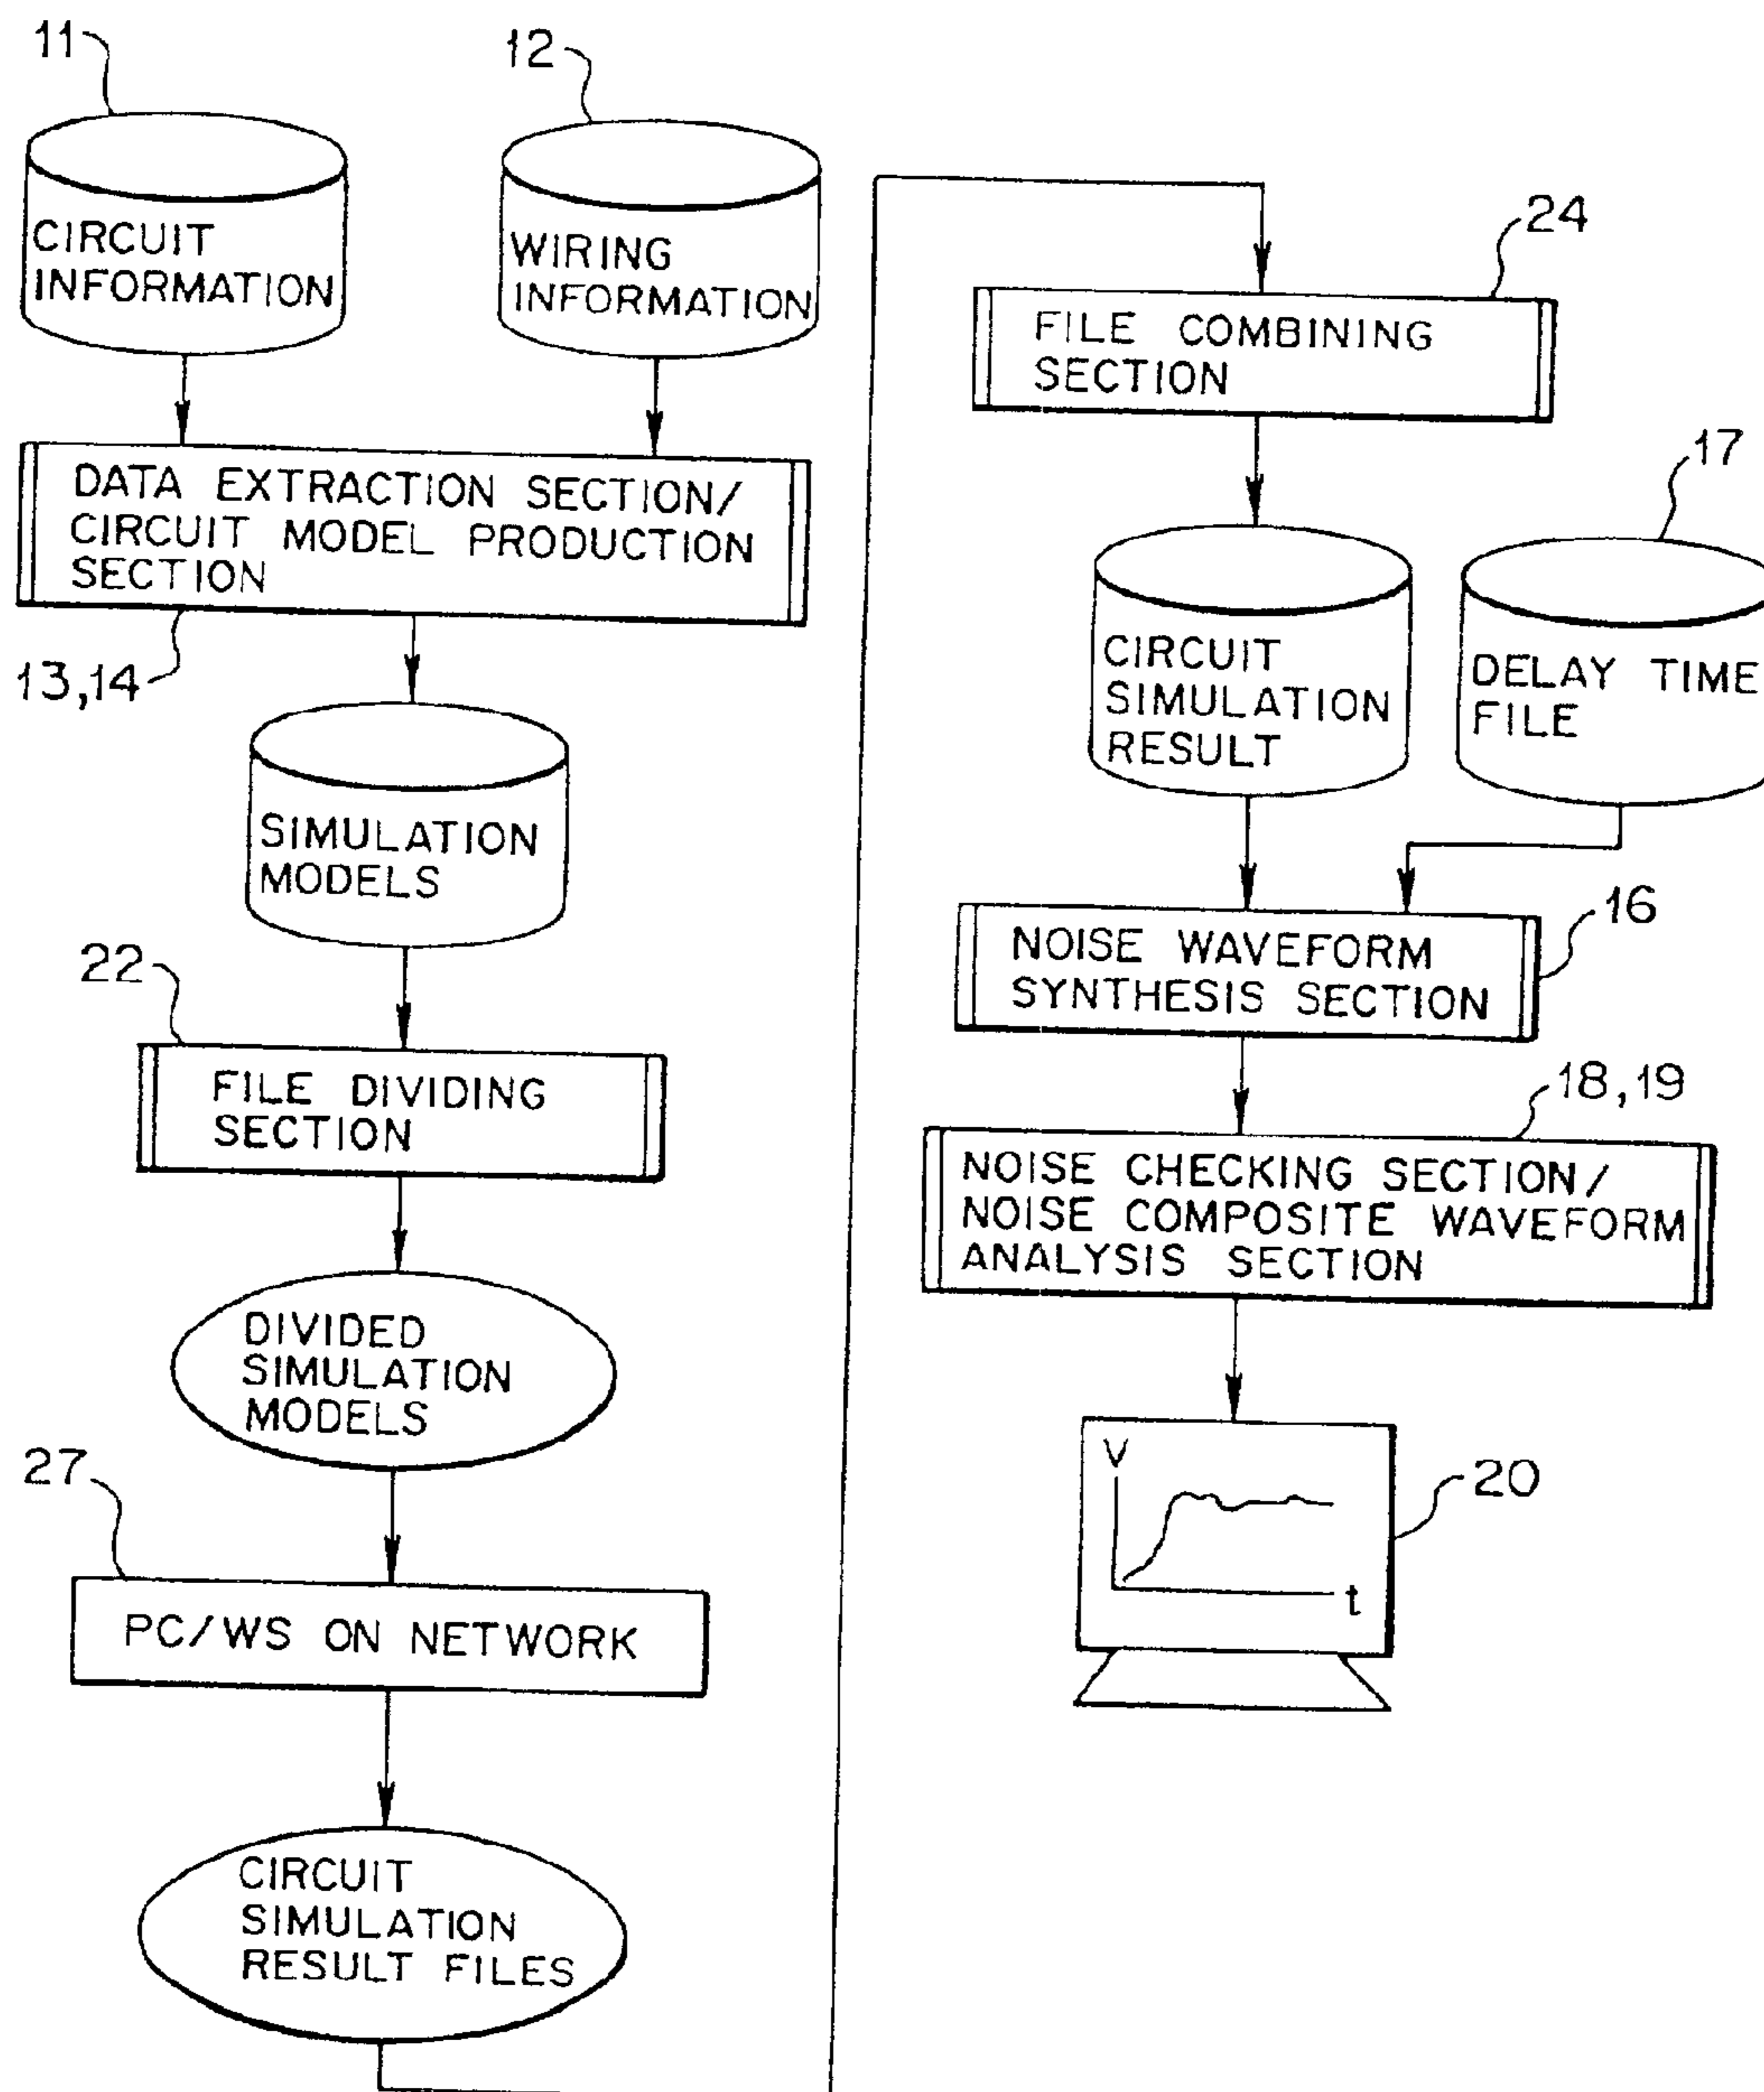 11
12
CIRCUIT
INFORMATION
WIRING
INFORMATION
DATA EXTRACTION SECTION/
CIRCUIT MODEL PRODUCTION
SECTION
13,14
SIMULATION
MODELS
22
FILE DIVIDING
SECTION
DIVIDED
SIMULATION
MODELS
27
PC/WS ON NETWORK
CIRCUIT
SIMULATION
RESULT FILES
24
FILE COMBINING
SECTION
17
CIRCUIT
SIMULATION
RESULT
DELAY TIME
FILE
16
NOISE WAVEFORM
SYNTHESIS SECTION
18,19
NOISE CHECKING SECTION/
NOISE COMPOSITE WAVEFORM
ANALYSIS SECTION
V
t
20